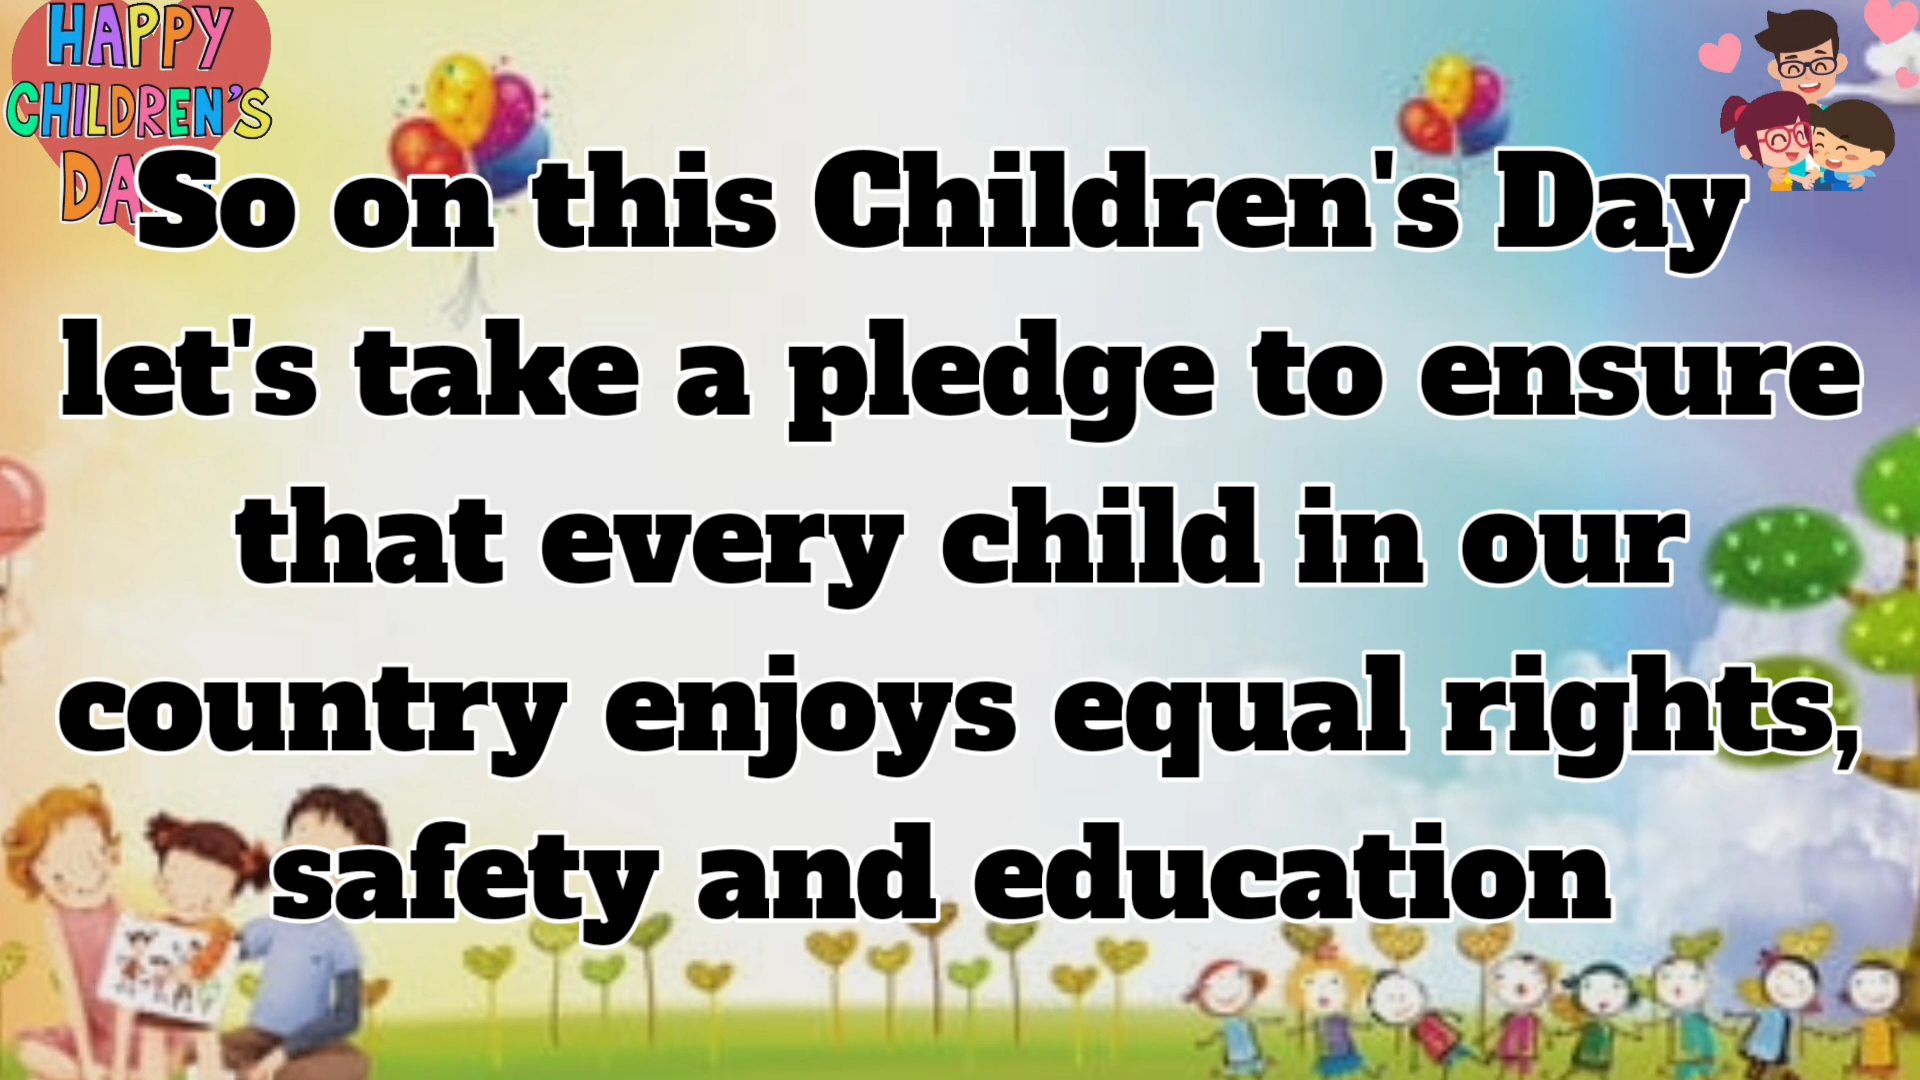 HAPPY
CHILDREN'S
DAY
So on this Children's Day
let's take a pledge to ensure
that every child in our
country enjoys equal rights,
safety and education